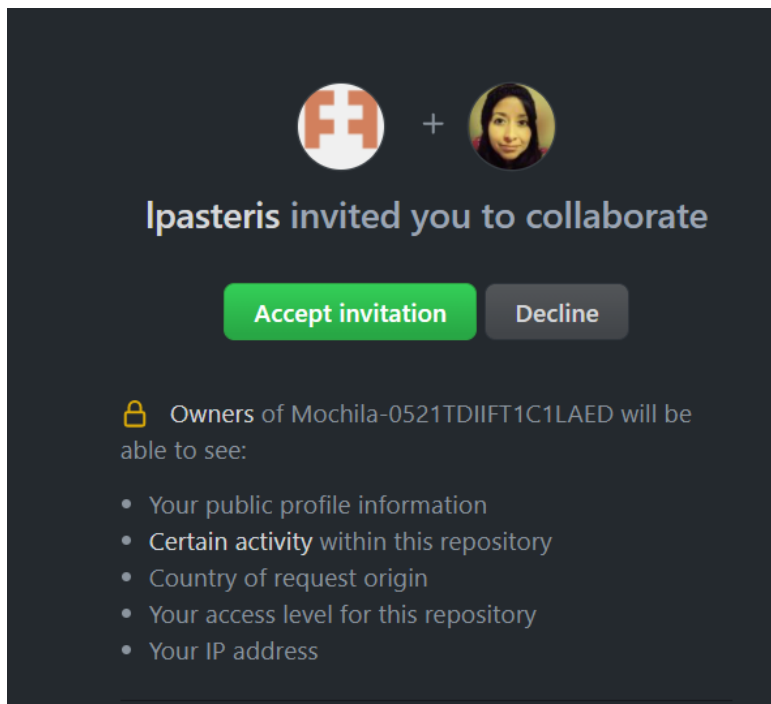 +
lpasteris invited you to collaborate
Accept invitation
Decline
Owners of Mochila-0521TDIIFT1C1LAED will be
able to see:
• Your public profile information
• Certain activity within this repository
• Country of request origin
• Your access level for this repository
• Your IP address